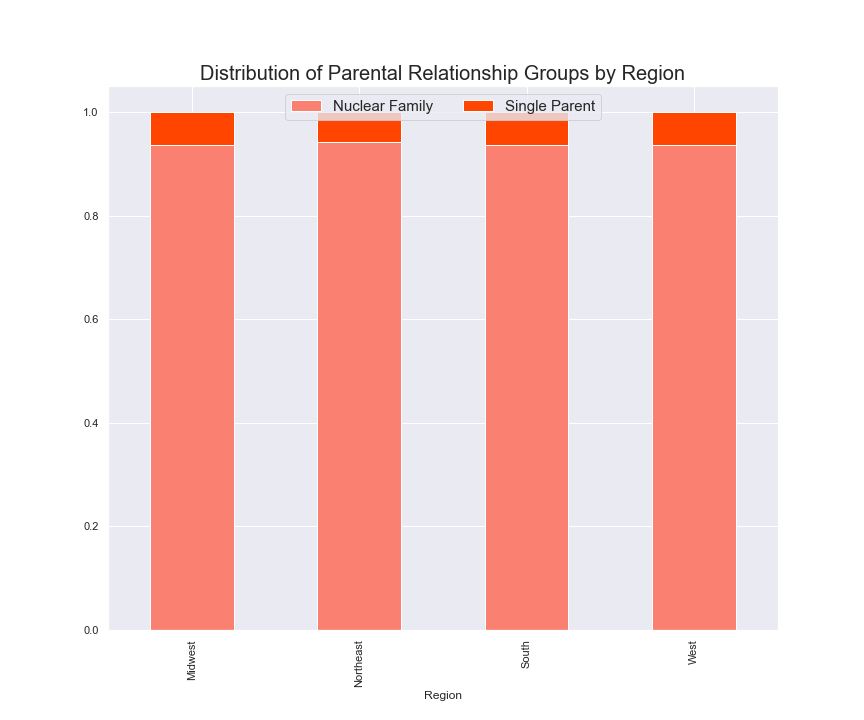 Distribution of Parental Relationship Groups by Region
Nuclear Family Single Parent
1.0
0.8
0.6
0.4
0.2
0.0
Midwest
Northeast
South
West
Region